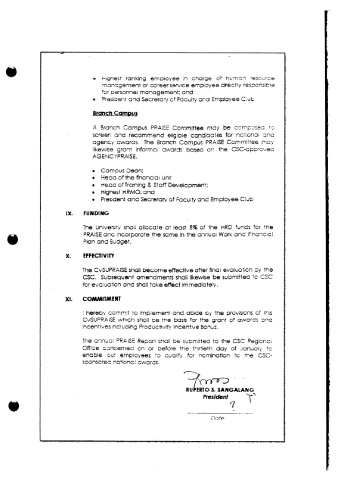 • Highest ranking employee in charge of human resource
management or career service employee directly responsible
for personnel management; and
• President and Secretary of Faculty and Employee Club
Branch Campus
A Branch Campus PRAISE Committee may be composed to
screen and recommend eligible candidates for national and
agency awards. The Branch Campus PRAISE Committee may
likewise grant informal awards based on the CSC-approved
AGENCYPRAISE.
• Campus Dean;
• Head of the financial unit
• Head of Training & Staff Development;
• Highest HRMO; and
• President and Secretary of Faculty and Employee Club
IX. FUNDING
The University shall allocate at least 5% of the HRD funds for the
PRAISE and incorporate the same in the annual Work and Financial
Plan and Budget.
X. EFFECTIVITY
The CvSUPRAISE shall become effective after final evaluation by the
CSC. Subsequent amendments shall likewise be submitted to CSC
for evaluation and shall take effect immediately.
XI. COMMITMENT
I hereby commit to implement and abide by the provisions of this
CvSUPRAISE which shall be the basis for the grant of awards and
incentives including Productivity Incentive Bonus.
The annual PRAISE Report shall be submitted to the CSC Regional
Office concerned on or before the thirtieth day of January to
enable our employees to qualify for nomination to the CSC-
sponsored national awards.
RUPERTO S. SANGALANG
President
Date